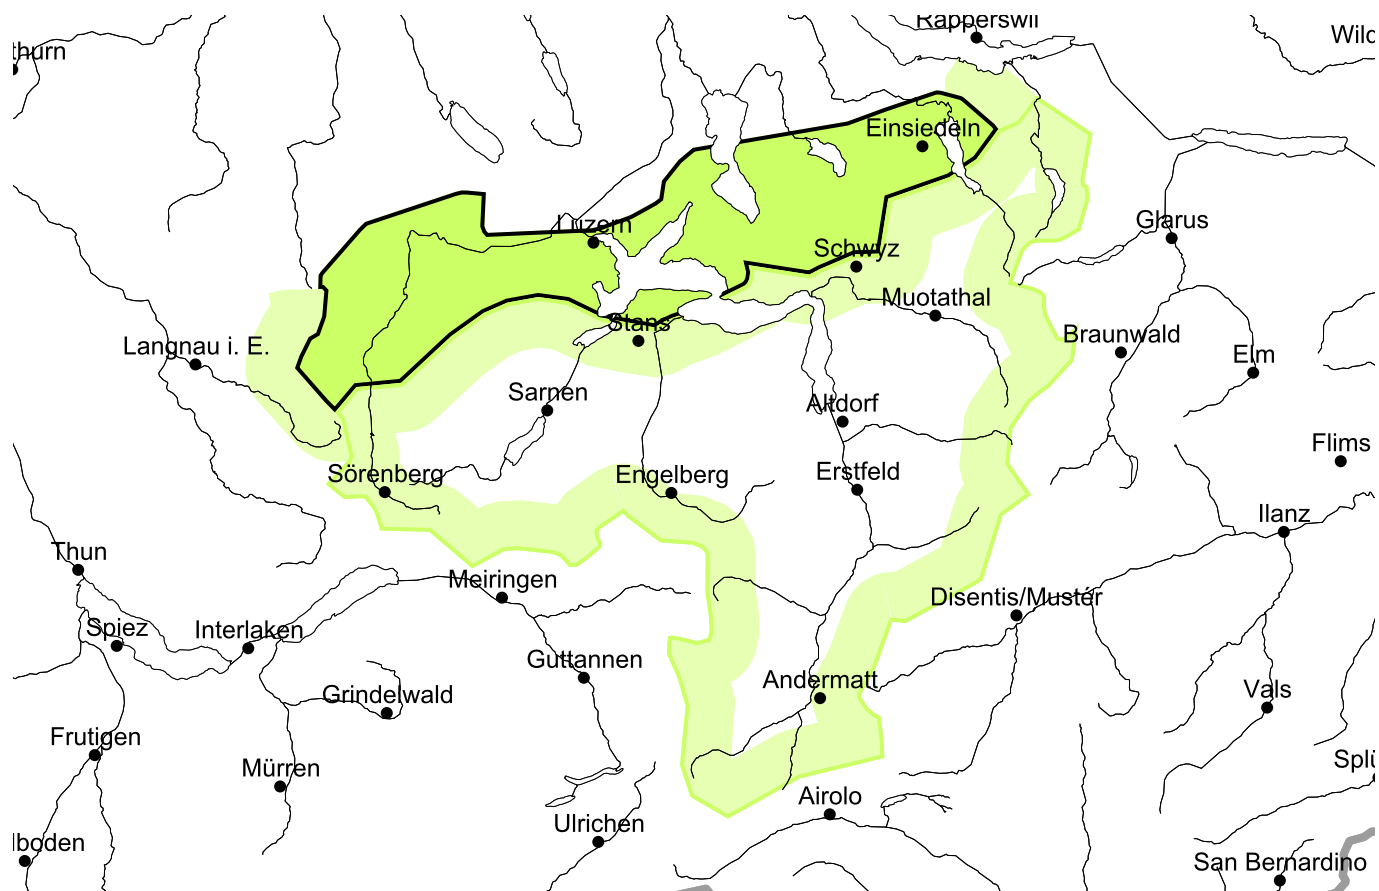 Rapperswil
Wild
thurn
Einsiedeln
Glarus
Luzern
Schwyz
Muotathal
Stans
Braunwald
Langnau i. E.
Elm
Sarnen
Altdorf
Flims
Sörenberg
Engelberg
Erstfeld
Ilanz
Thun
Meiringen
Disentis/Mustér
Spiez
Interlaken
Guttannen
Andermatt
Vals
Grindelwald
Frutigen
Mürren
Splü
Airolo
Ulrichen
lboden
San Bernardino